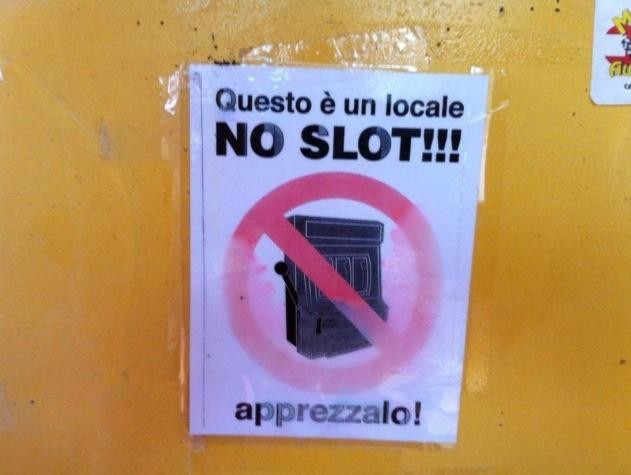 Questo è un locale
NO SLOT!!!
apprezzalo!